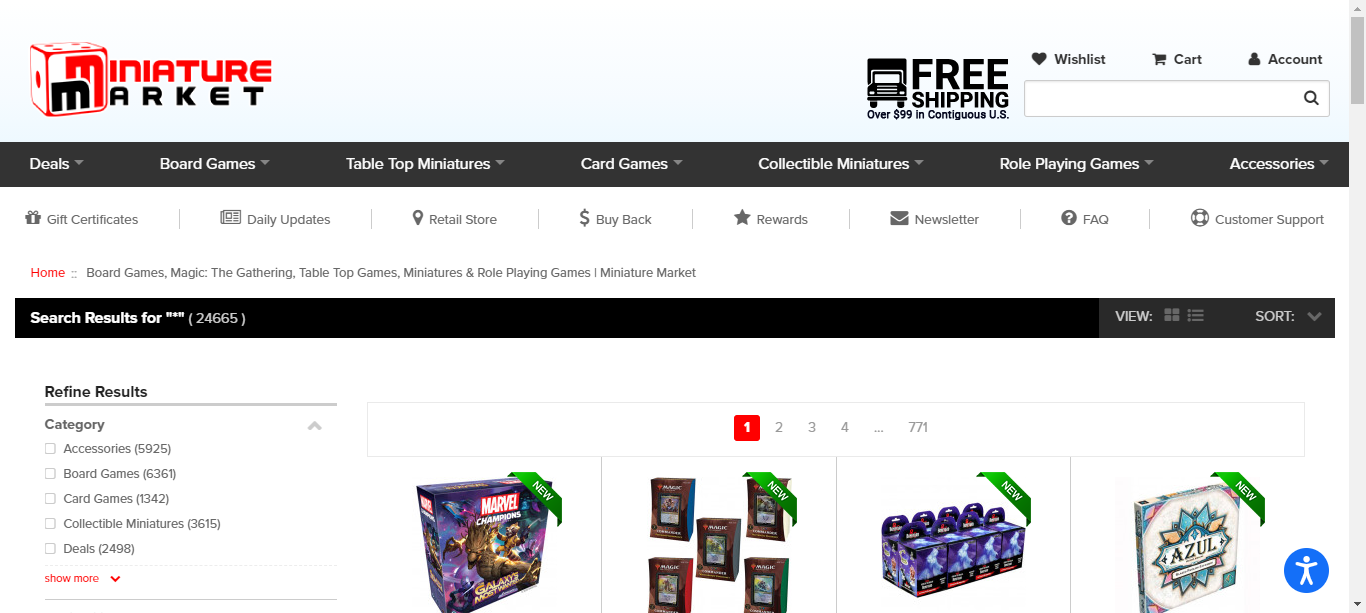 MINIATURE
MARKET
FREE
SHIPPING
Over $99 in Contiguous U.S.
Wishlist
Cart
Account
Deals
Board Games
Table Top Miniatures
Card Games
Collectible Miniatures
Role Playing Games
Accessories
Gift Certificates
Daily Updates
Retail Store
Buy Back
Rewards
Newsletter
FAQ
Customer Support
Home :: Board Games, Magic: The Gathering, Table Top Games, Miniatures & Role Playing Games | Miniature Market
Search Results for "*" ( 24665 )
VIEW:
SORT:
Refine Results
Category
Accessories (5925)
Board Games (6361)
Card Games (1342)
Collectible Miniatures (3615)
Deals (2498)
show more
1 2 3 4 ... 771
NEW
MARVEL
CHAMPIONS
GALAXY'S
MOST WANTED
NEW
MAGIC
MAGIC
MAGIC
COMMANDER
MAGIC
MAGIC
NEW
NEW
AZUL